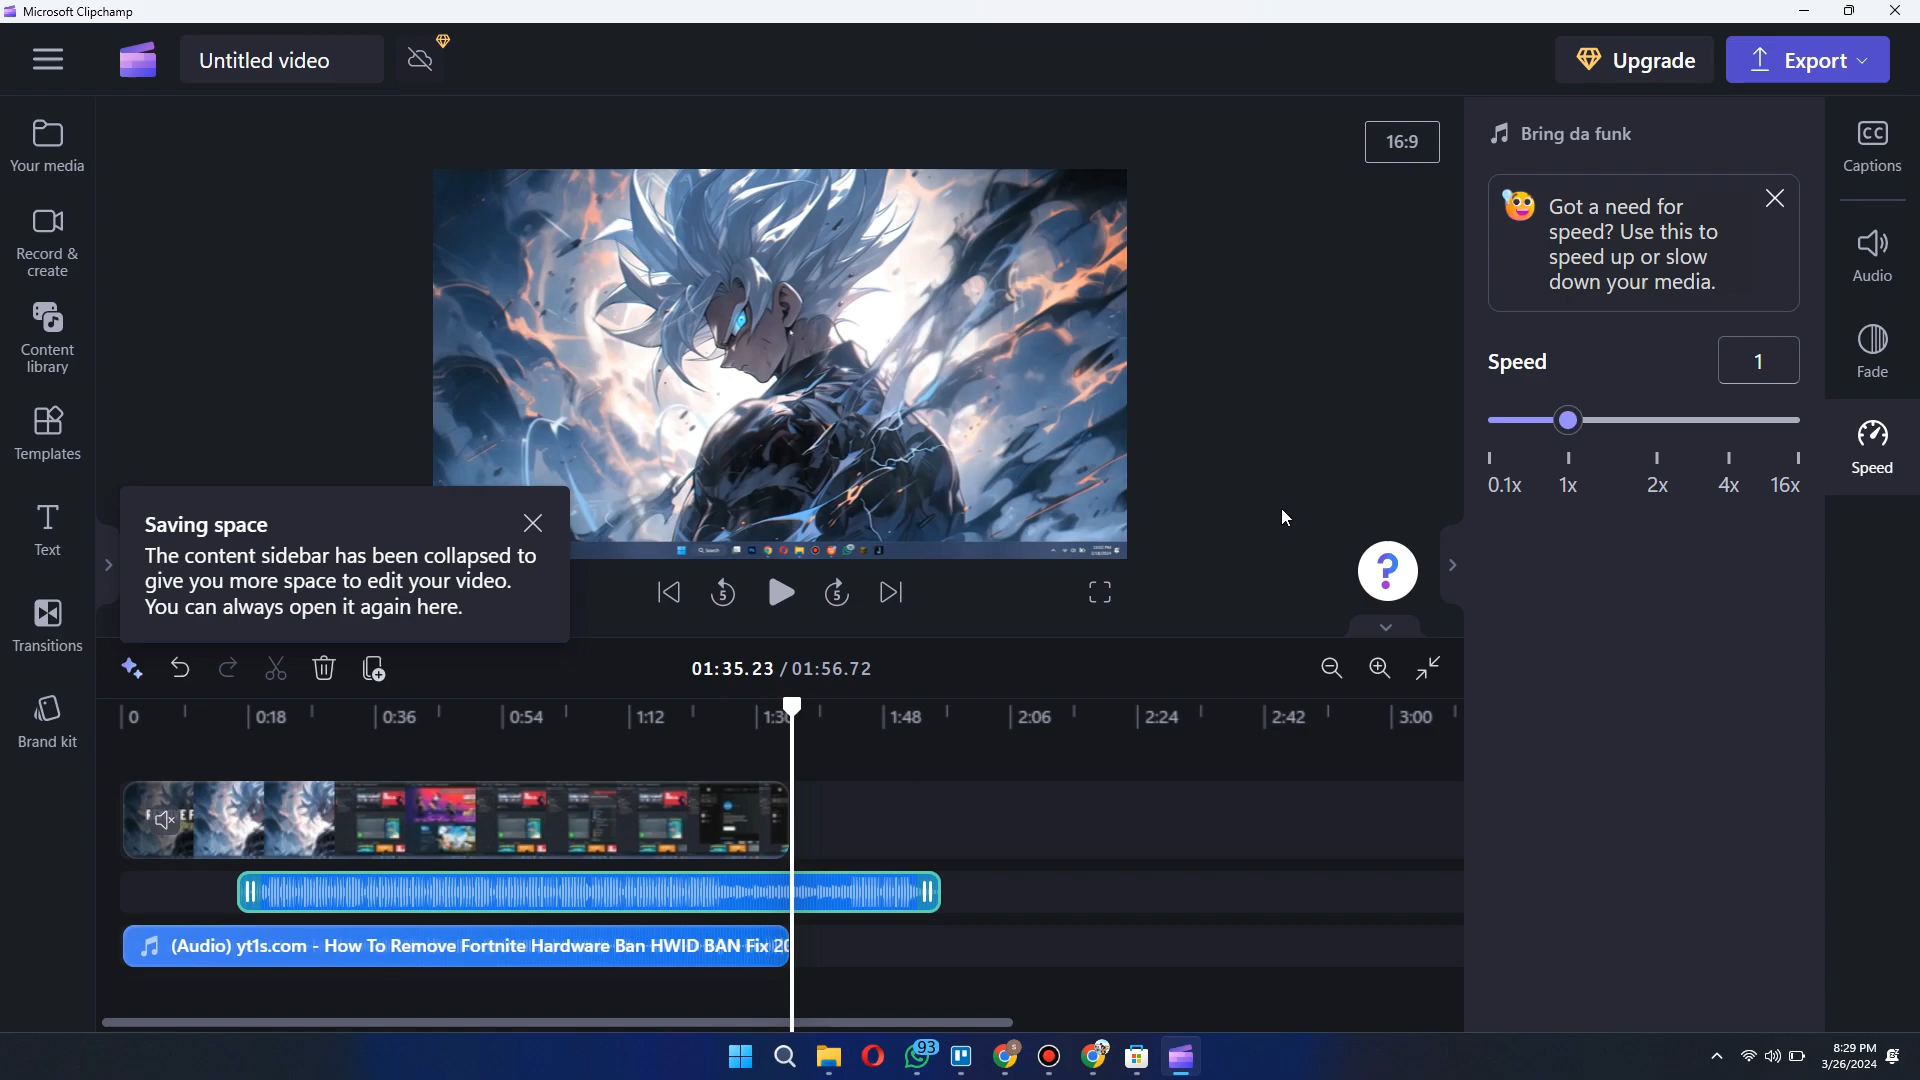 Microsoft Clipchamp
Untitled video
Upgrade
Export
Your media
Record &
create
Content
library
Templates
Text
Transitions
Brand kit
16:9
Saving space
The content sidebar has been collapsed to
give you more space to edit your video.
You can always open it again here.
5
5
?
Bring da funk
Got a need for
speed? Use this to
speed up or slow
down your media.
Speed
1
0.1x 1x 2x 4x 16x
CC
Captions
Audio
Fade
Speed
01:35.23 / 01:56.72
0 0:18 0:36 0:54 1:12 1:48 2:06 2:24 2:42 3:00
(Audio) yt1s.com - How To Remove Fortnite Hardware Ban HWID BAN Fix
93
8:29 PM
3/26/2024